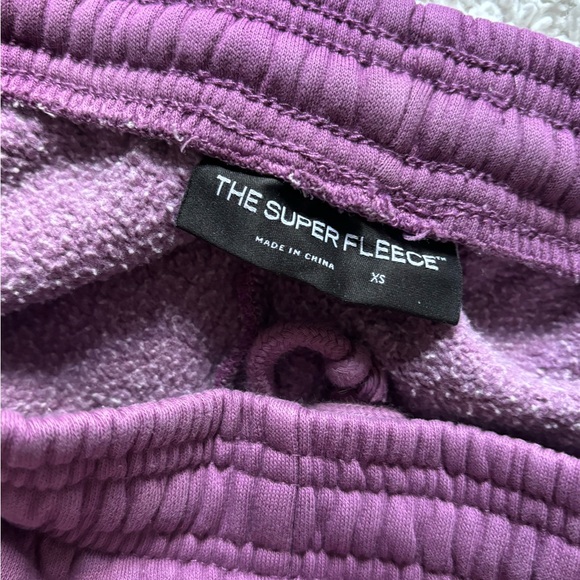 THE SUPER FLEECE™
MADE IN CHINA
XS